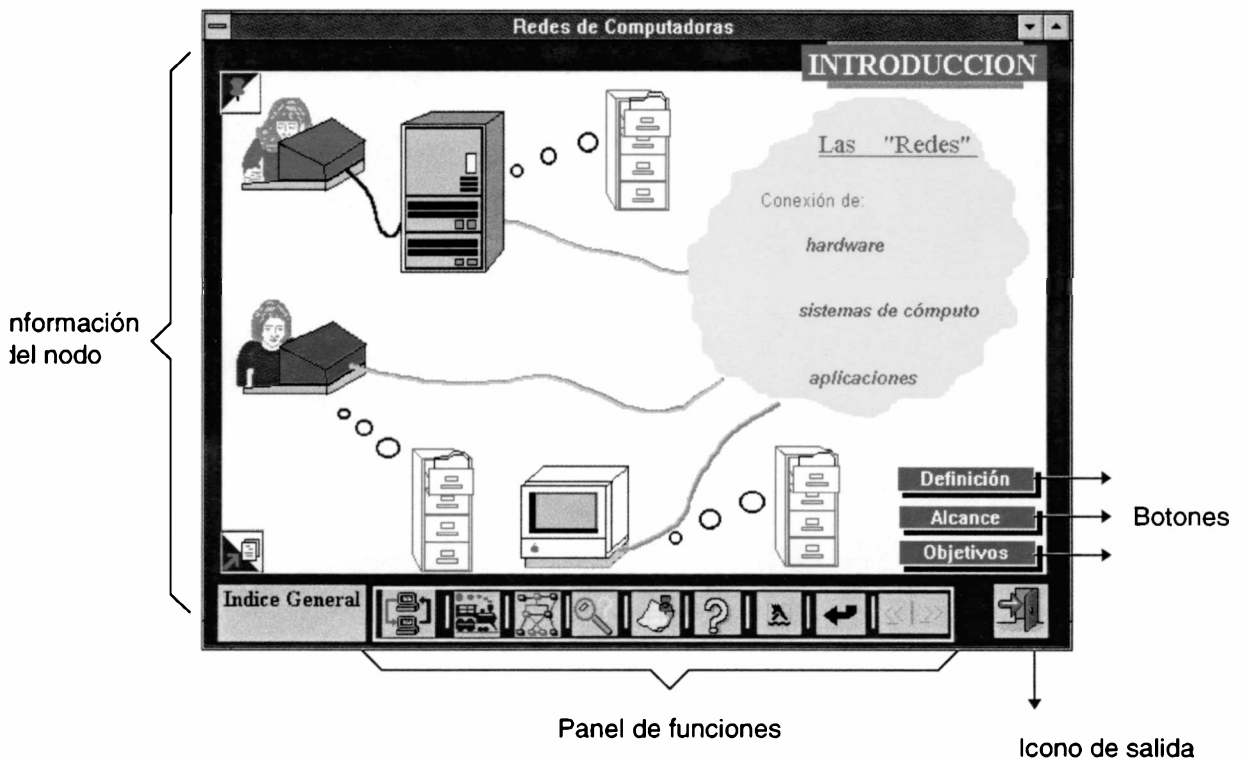 Redes de Computadoras
INTRODUCCION
Las "Redes"
Conexión de:
hardware
sistemas de cómputo
aplicaciones
nformación
del nodo
Definición
Alcance
Objetivos
Botones
Indice General
Panel de funciones
Icono de salida